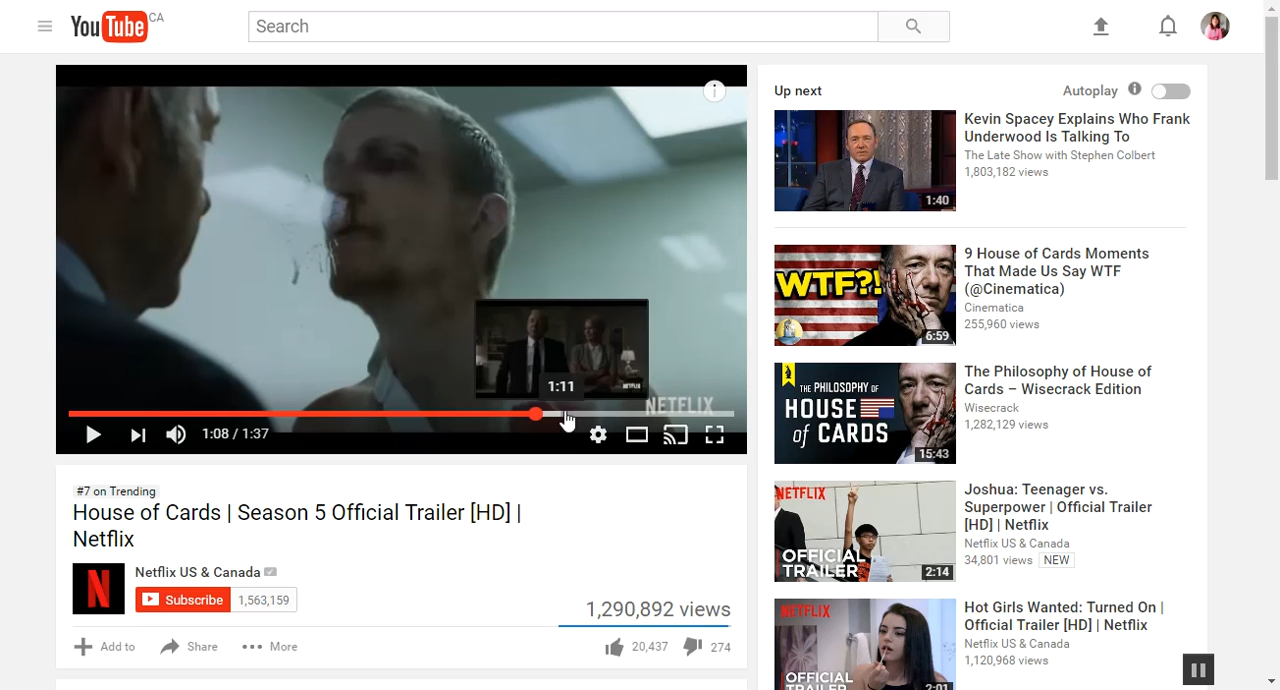 YouTube CA
Search
NETFLIX
1:11
NETFLIX
1:08 / 1:37
#7 on Trending
House of Cards | Season 5 Official Trailer [HD] |
Netflix
N
Netflix US & Canada
Subscribe 1,563,159
1,290,892 views
Add to Share More
20,437 274
Up next
Autoplay
1:40
Kevin Spacey Explains Who Frank
Underwood Is Talking To
The Late Show with Stephen Colbert
1,803,182 views
WTF?!
6:59
9 House of Cards Moments
That Made Us Say WTF
(@Cinematica)
Cinematica
255,960 views
THE PHILOSOPHY OF
HOUSE
of CARDS
15:43
The Philosophy of House of
Cards – Wisecrack Edition
Wisecrack
1,282,129 views
NETFLIX
OFFICIAL
TRAILER
2:14
Joshua: Teenager vs.
Superpower | Official Trailer
[HD] | Netflix
Netflix US & Canada
34,801 views NEW
NETFLIX
OFFICIAL
TRAILER
2:01
Hot Girls Wanted: Turned On |
Official Trailer [HD] | Netflix
Netflix US & Canada
1,120,968 views